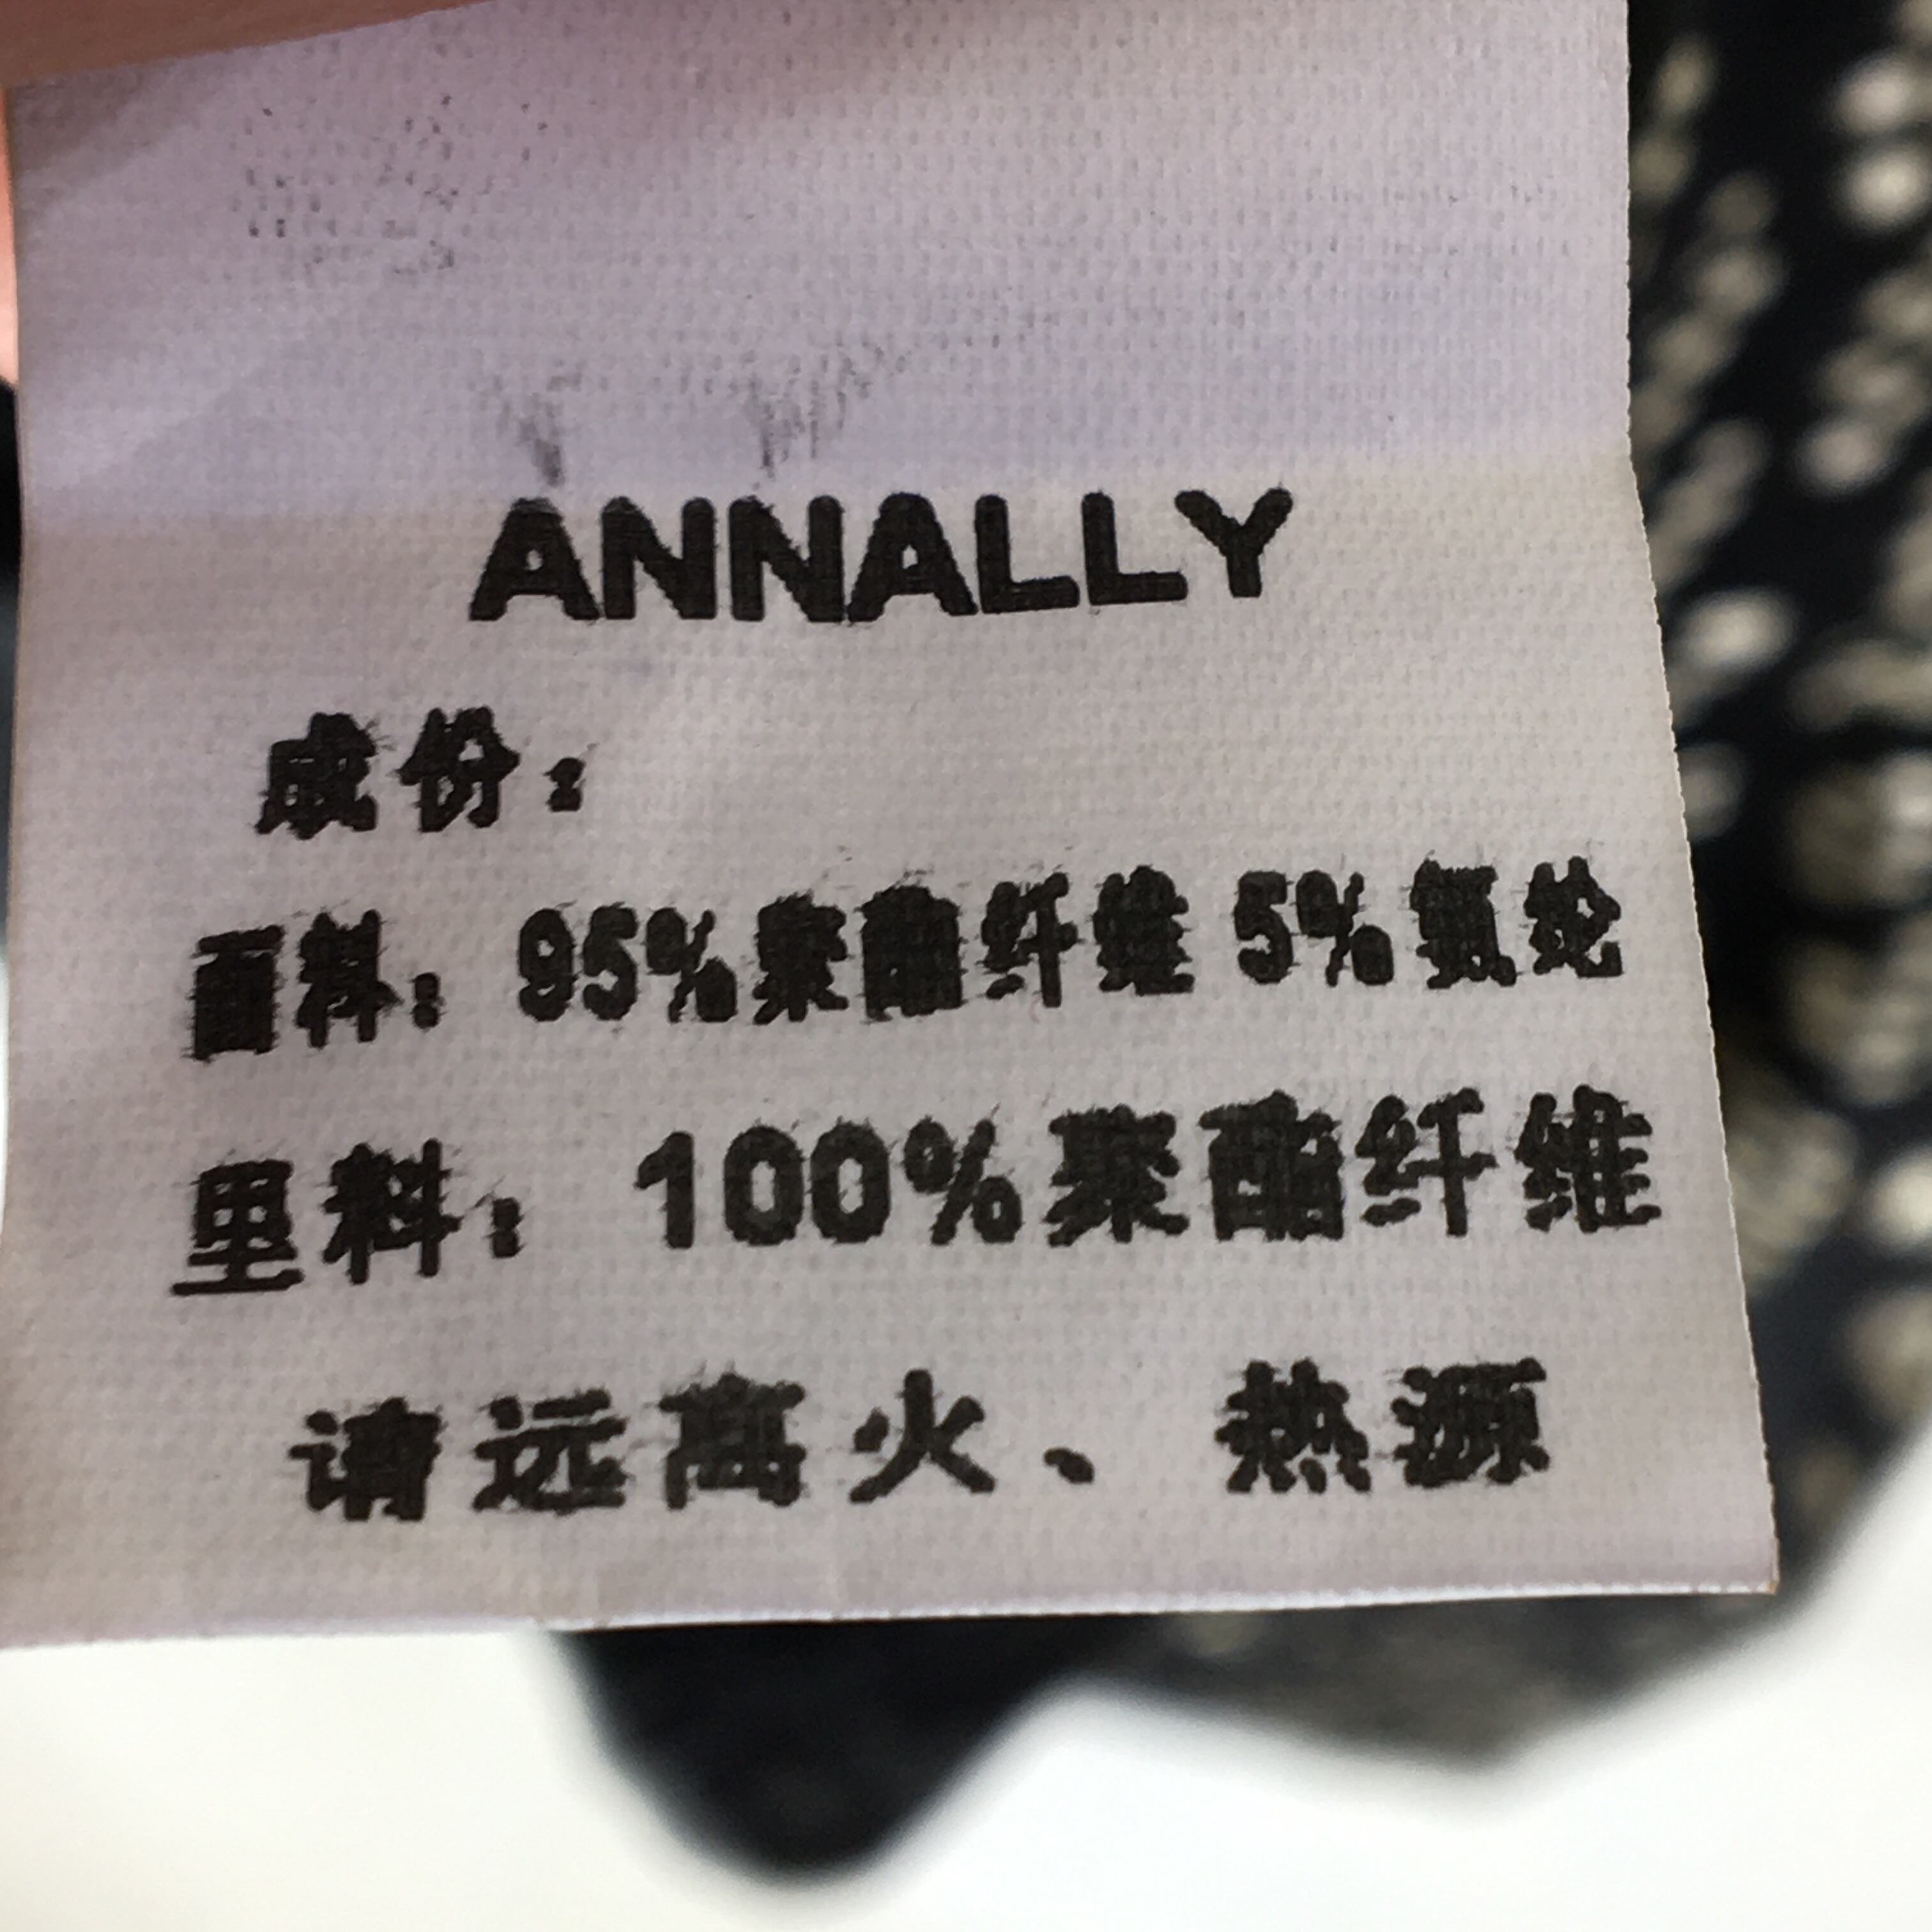 ANNALLY
成份：
面料：95%聚酯纤维 5%氨纶
里料：100%聚酯纤维
请远离火、热源